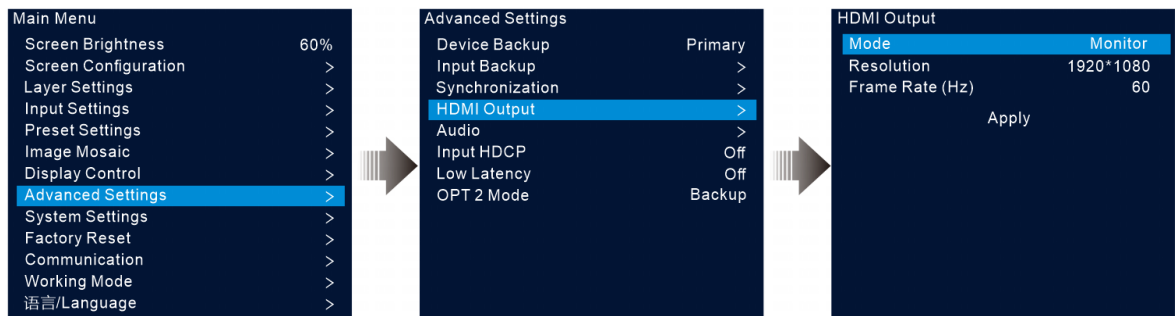 Main Menu
Screen Brightness 60%
Screen Configuration >
Layer Settings >
Input Settings >
Preset Settings >
Image Mosaic >
Display Control >
Advanced Settings >
System Settings >
Factory Reset >
Communication >
Working Mode >
语言/Language >
Advanced Settings
Device Backup Primary
Input Backup >
Synchronization >
HDMI Output >
Audio >
Input HDCP Off
Low Latency Off
OPT 2 Mode Backup
HDMI Output
Mode Monitor
Resolution 1920*1080
Frame Rate (Hz) 60
Apply